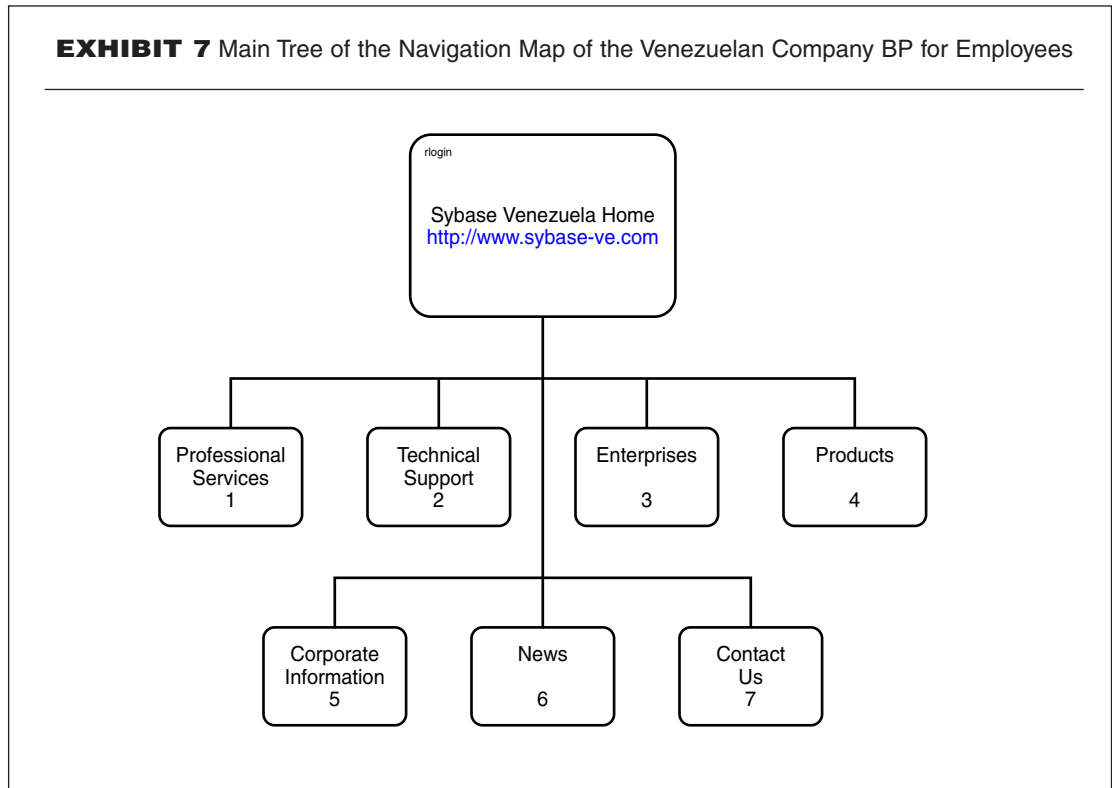 EXHIBIT 7 Main Tree of the Navigation Map of the Venezuelan Company BP for Employees
rlogin
Sybase Venezuela Home
http://www.sybase-ve.com
Professional
Services
1
Technical
Support
2
Enterprises
3
Products
4
Corporate
Information
5
News
6
Contact
Us
7